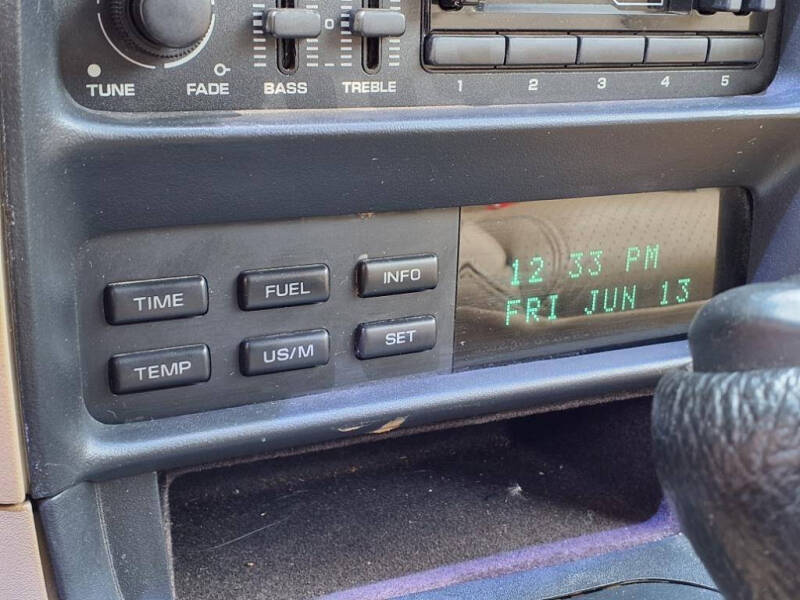 TUNE FADE BASS TREBLE 1 2 3 4 5
0
TIME FUEL INFO
TEMP US/M SET
12 33 PM
FRI JUN 13